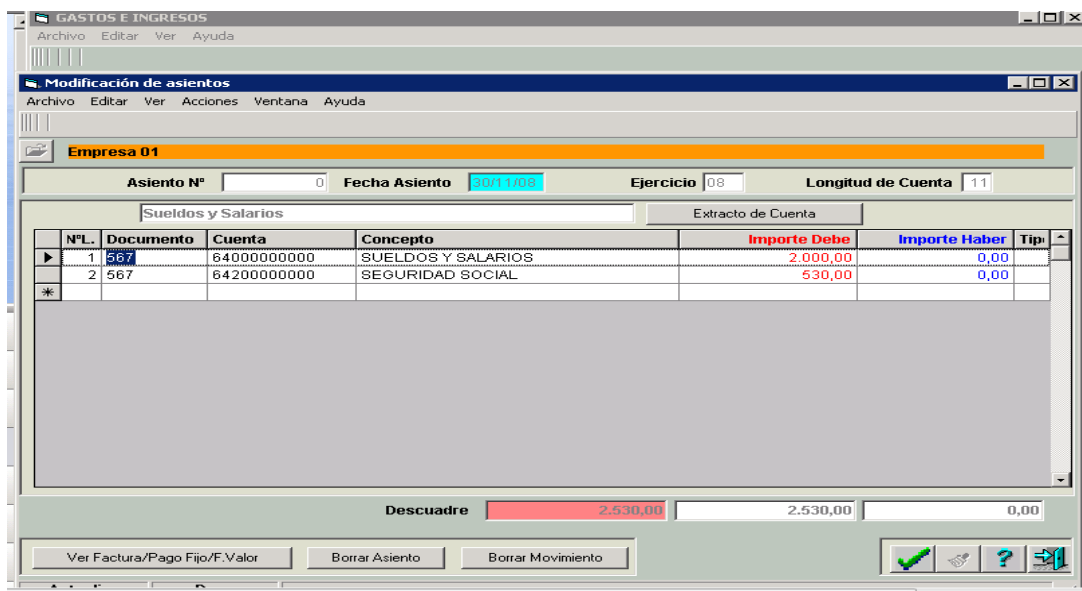 GASTOS E INGRESOS
Archivo Editar Ver Ayuda
Modificación de asientos
Archivo Editar Ver Acciones Ventana Ayuda
Empresa 01
Asiento Nº 0 Fecha Asiento 30/11/08 Ejercicio 08 Longitud de Cuenta 11
Sueldos y Salarios Extracto de Cuenta
NºL. Documento Cuenta Concepto Importe Debe Importe Haber
1 567 64000000000 SUELDOS Y SALARIOS 2.000,00 0,00
2 567 64200000000 SEGURIDAD SOCIAL 530,00 0,00
Descuadre 2.530,00 2.530,00 0,00
Ver Factura/Pago Fijo/F.Valor Borrar Asiento Borrar Movimiento